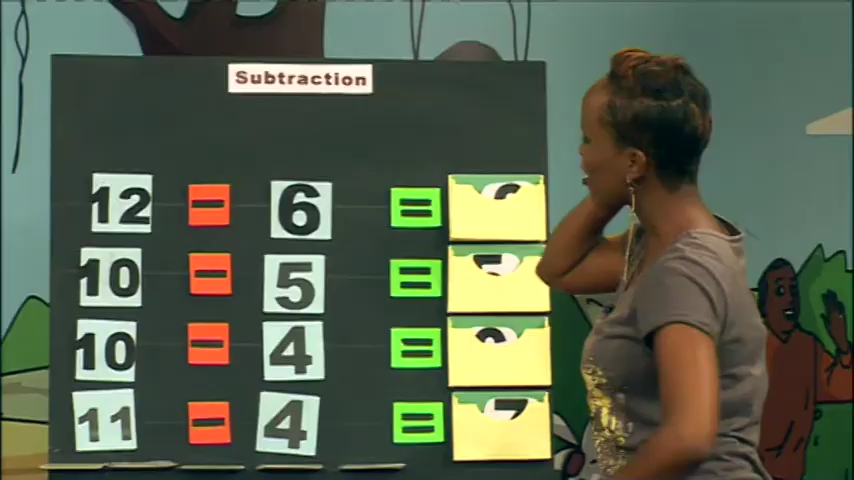 Subtraction
12 - 6 =
10 - 5 =
10 - 4 =
11 - 4 =